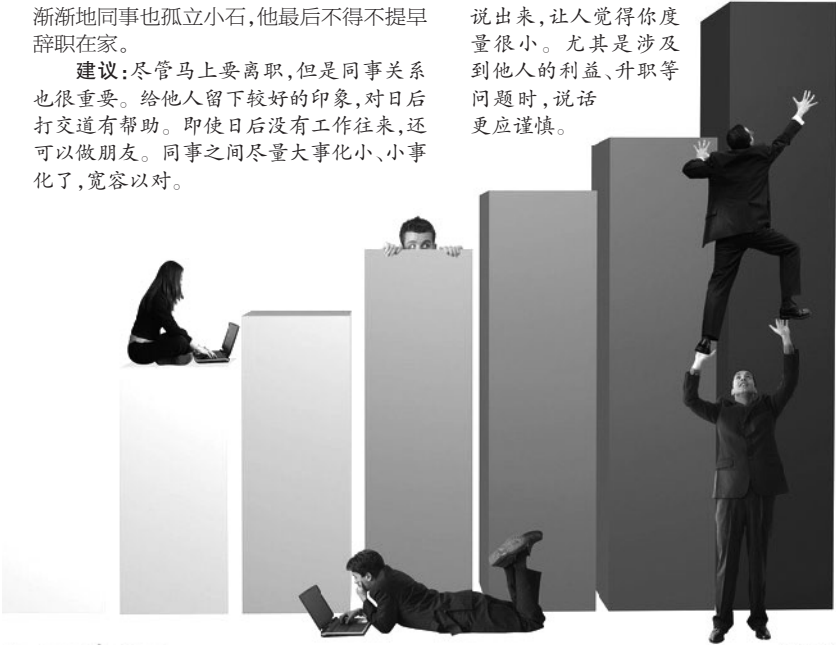 渐渐地同事也孤立小石,他最后不得不提早
辞职在家。
建议:尽管马上要离职,但是同事关系
也很重要。给他人留下较好的印象,对日后
打交道有帮助。即使日后没有工作往来,还
可以做朋友。同事之间尽量大事化小、小事
化了,宽容以对。
说出来,让人觉得你度
量很小。尤其是涉及
到他人的利益、升职等
问题时,说话
更应谨慎。